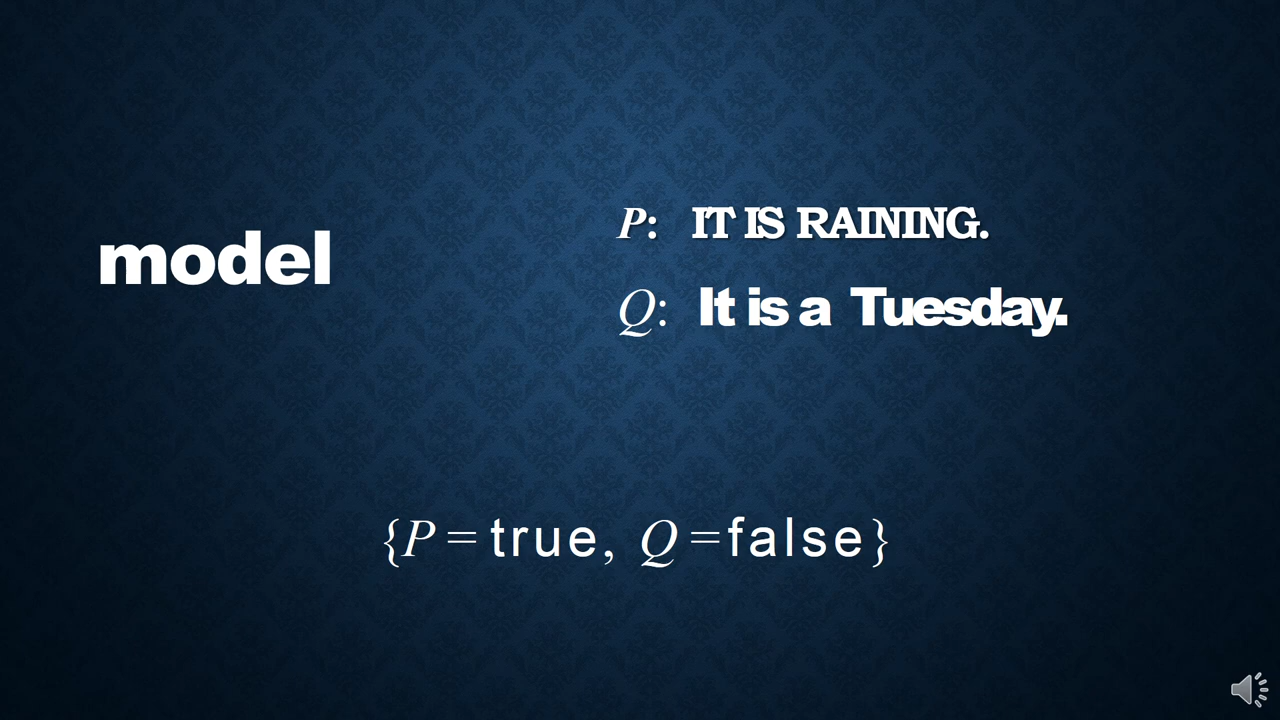 model
P: IT IS RAINING.
Q: It is a Tuesday.
{P = true, Q = false}